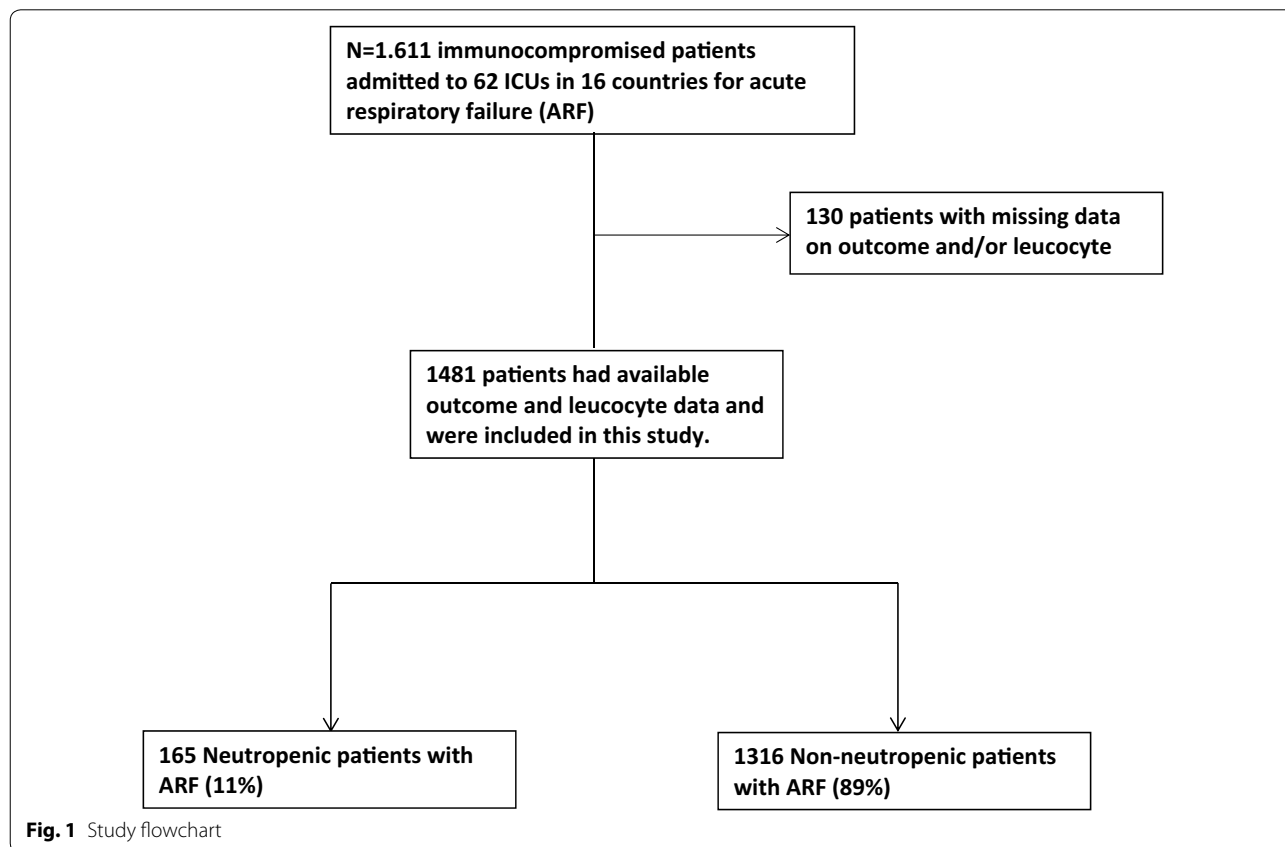 N=1.611 immunocompromised patients
admitted to 62 ICUs in 16 countries for acute
respiratory failure (ARF)
130 patients with missing data
on outcome and/or leucocyte
1481 patients had available
outcome and leucocyte data and
were included in this study.
165 Neutropenic patients with
ARF (11%)
1316 Non-neutropenic patients
with ARF (89%)
Fig. 1 Study flowchart